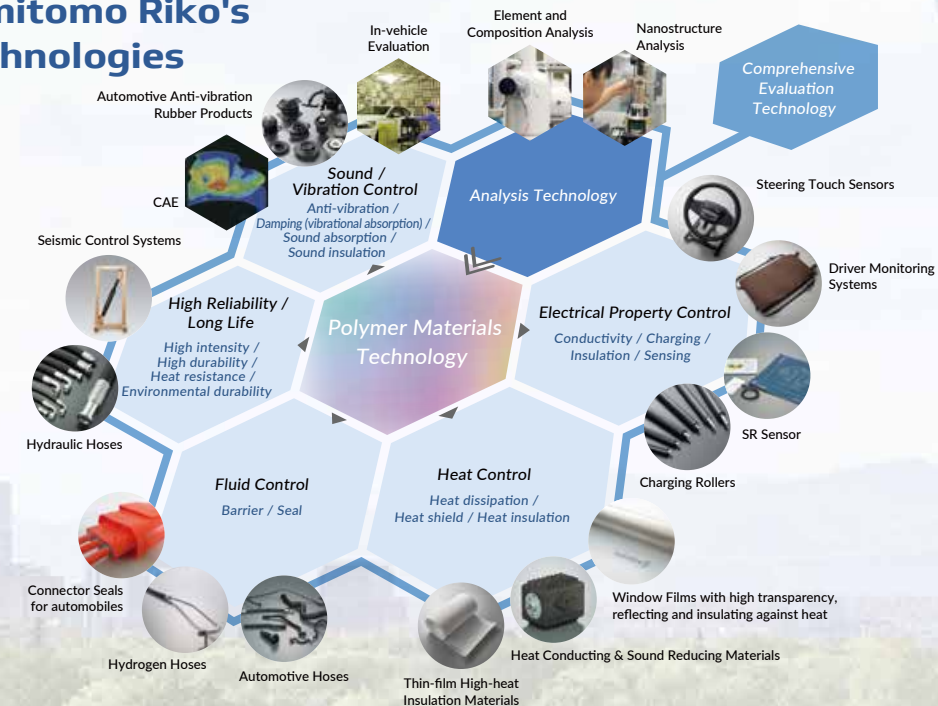 mitomo Riko's
hnologies
Element and
Composition Analysis
In-vehicle
Evaluation
Nanostructure
Analysis
Comprehensive
Evaluation
Technology
Automotive Anti-vibration
Rubber Products
CAE
Sound /
Vibration Control
Anti-vibration /
Damping (vibrational absorption) /
Sound absorption /
Sound insulation
Analysis Technology
Steering Touch Sensors
Seismic Control Systems
Driver Monitoring
Systems
High Reliability /
Long Life
High intensity /
High durability /
Heat resistance /
Environmental durability
Polymer Materials
Technology
Electrical Property Control
Conductivity / Charging /
Insulation / Sensing
Hydraulic Hoses
SR Sensor
Charging Rollers
Fluid Control
Barrier / Seal
Heat Control
Heat dissipation /
Heat shield / Heat insulation
Connector Seals
for automobiles
Window Films with high transparency,
reflecting and insulating against heat
Hydrogen Hoses
Automotive Hoses
Heat Conducting & Sound Reducing Materials
Thin-film High-heat
Insulation Materials